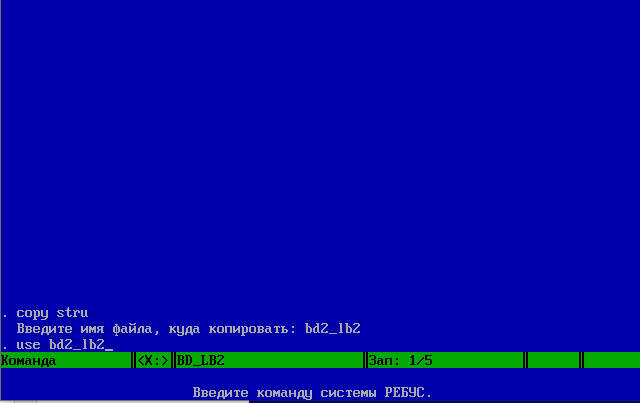 . copy stru
Введите имя файла, куда копировать: bd2_lb2
. use bd2_lb2_
Команда <X:> BD_LB2 Зап: 1/5
Введите команду системы РЕБУС.